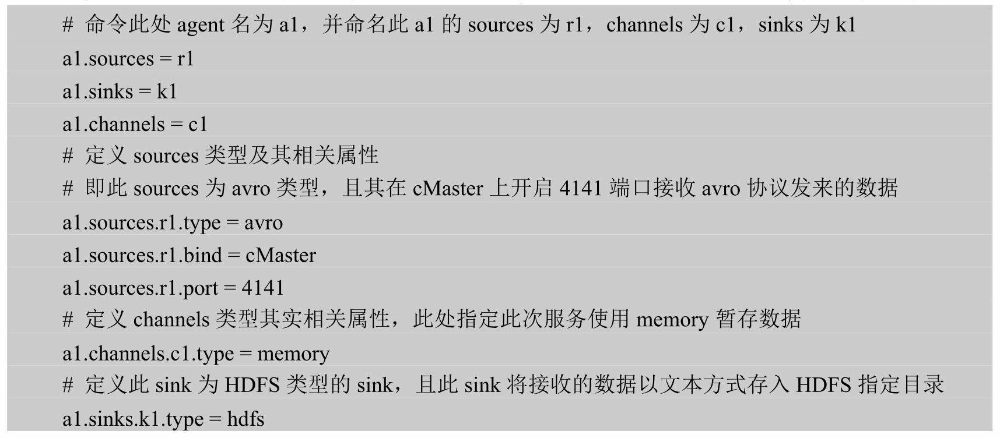 # 命令此处 agent 名为 a1，并命名此 a1 的 sources 为 r1，channels 为 c1，sinks 为 k1
a1.sources = r1
a1.sinks = k1
a1.channels = c1
# 定义 sources 类型及其相关属性
# 即此 sources 为 avro 类型，且其在 cMaster 上开启 4141 端口接收 avro 协议发来的数据
a1.sources.r1.type = avro
a1.sources.r1.bind = cMaster
a1.sources.r1.port = 4141
# 定义 channels 类型其实相关属性，此处指定此次服务使用 memory 暂存数据
a1.channels.c1.type = memory
# 定义此 sink 为 HDFS 类型的 sink，且此 sink 将接收的数据以文本方式存入 HDFS 指定目录
a1.sinks.k1.type = hdfs